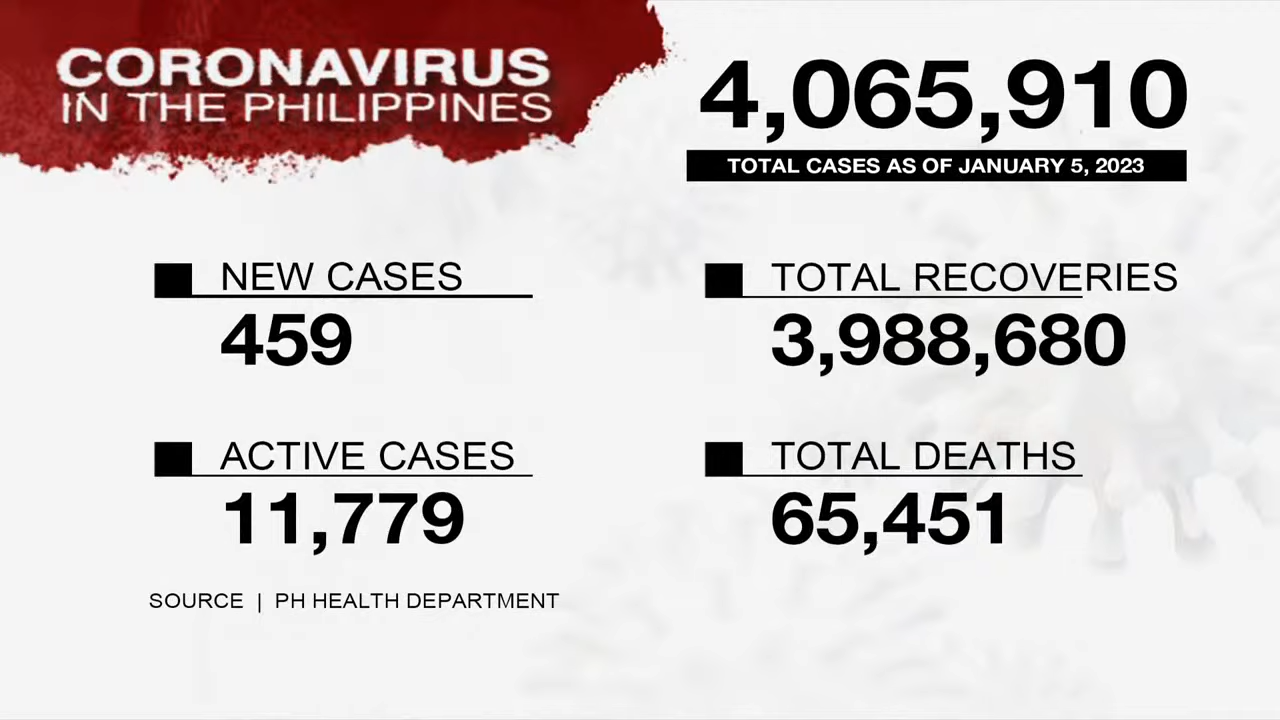 CORONAVIRUS
IN THE PHILIPPINES
4,065,910
TOTAL CASES AS OF JANUARY 5, 2023
NEW CASES
459
TOTAL RECOVERIES
3,988,680
ACTIVE CASES
11,779
TOTAL DEATHS
65,451
SOURCE | PH HEALTH DEPARTMENT